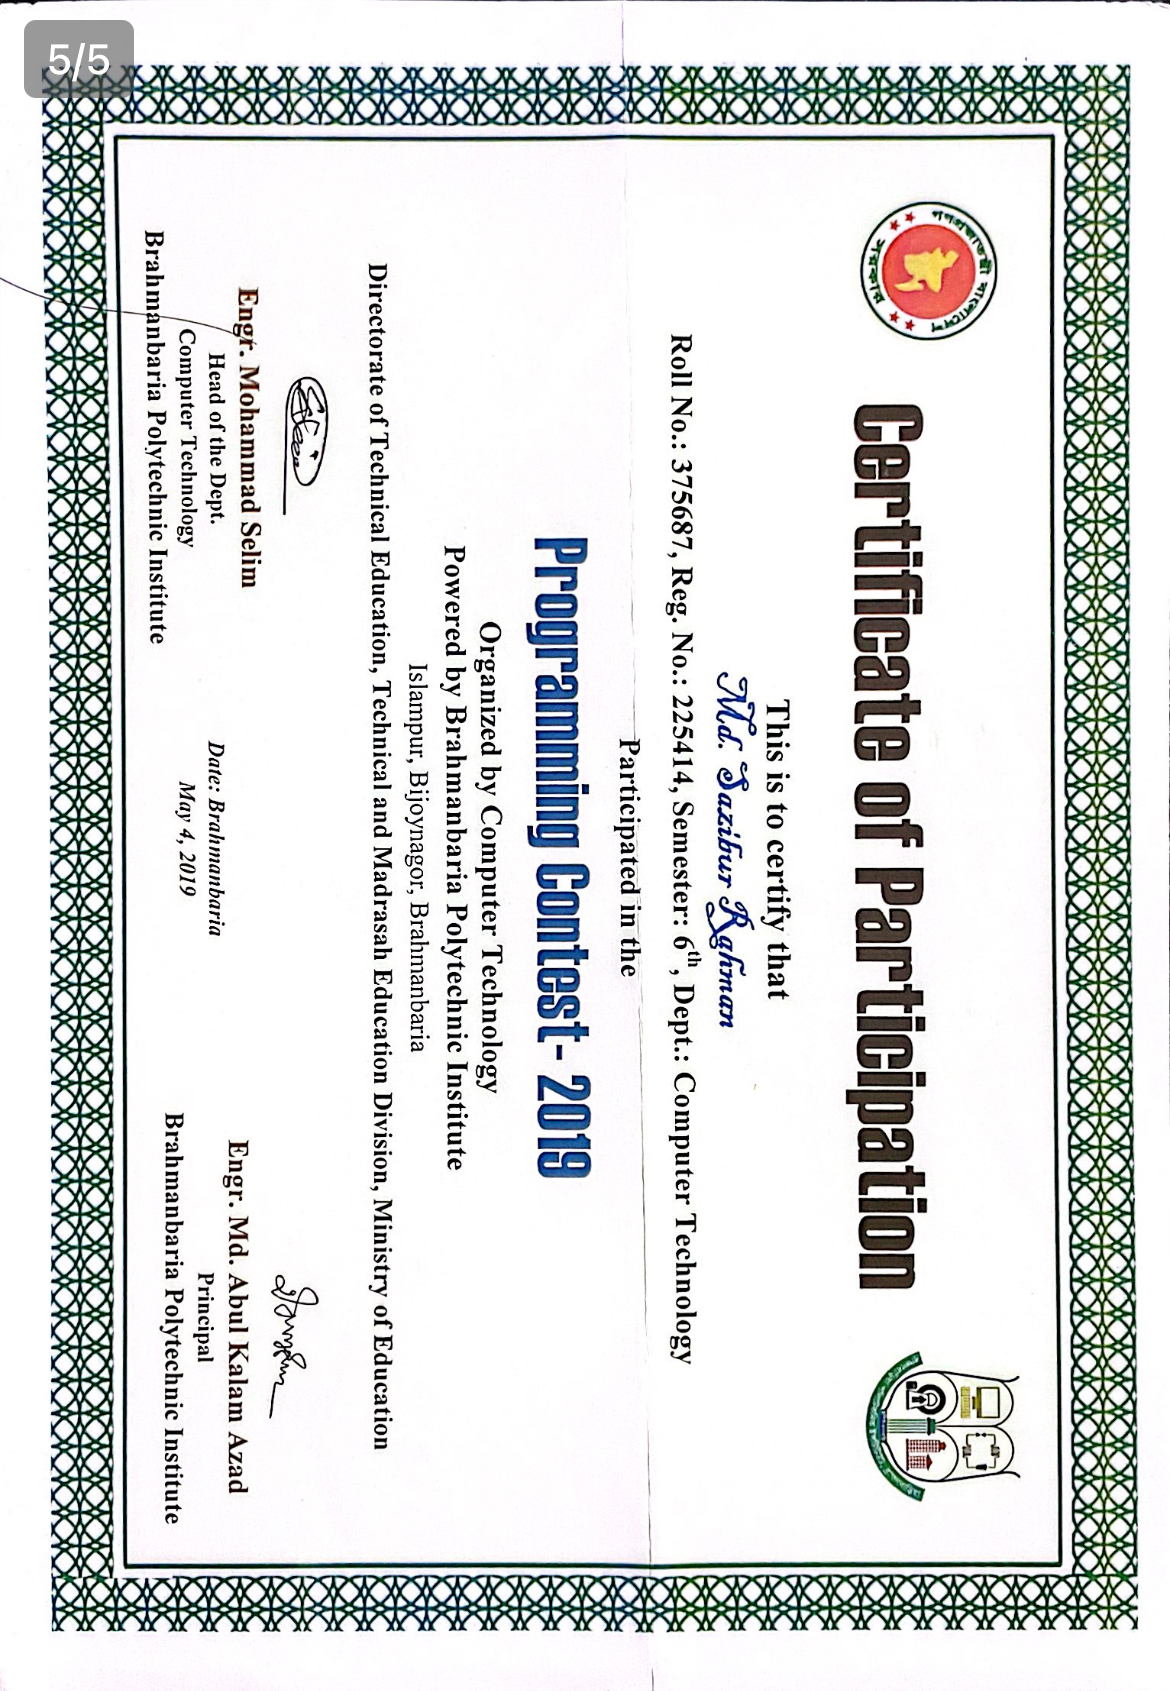 গণপ্রজাতন্ত্রী বাংলাদেশ
সরকার
Certificate of Participation
This is to certify that
Md. Sazibur Rahman
Roll No.: 375687, Reg. No.: 225414, Semester: 6th, Dept.: Computer Technology
Participated in the
Programming Contest- 2019
Organized by Computer Technology
Powered by Brahmanbaria Polytechnic Institute
Islampur, Bijoynagor, Brahmanbaria
Directorate of Technical Education, Technical and Madrasah Education Division, Ministry of Education
Engr. Mohammad Selim
Head of the Dept.
Computer Technology
Brahmanbaria Polytechnic Institute
Date: Brahmanbaria
May 4, 2019
Engr. Md. Abul Kalam Azad
Principal
Brahmanbaria Polytechnic Institute
5/5